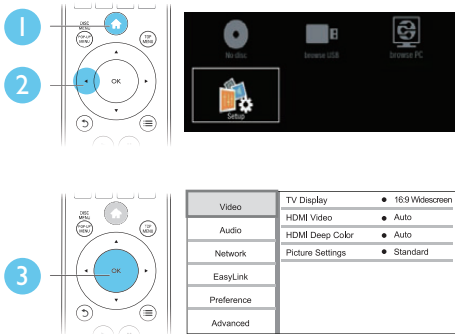 1
DISC
MENU
POP-UP
MENU
TOP
MENU
2
OK
No disc
browse USB
browse PC
Setup
DISC
MENU
POP-UP
MENU
TOP
MENU
3
OK
Video
Audio
Network
EasyLink
Preference
Advanced
TV Display ● 16:9 Widescreen
HDMI Video ● Auto
HDMI Deep Color ● Auto
Picture Settings ● Standard